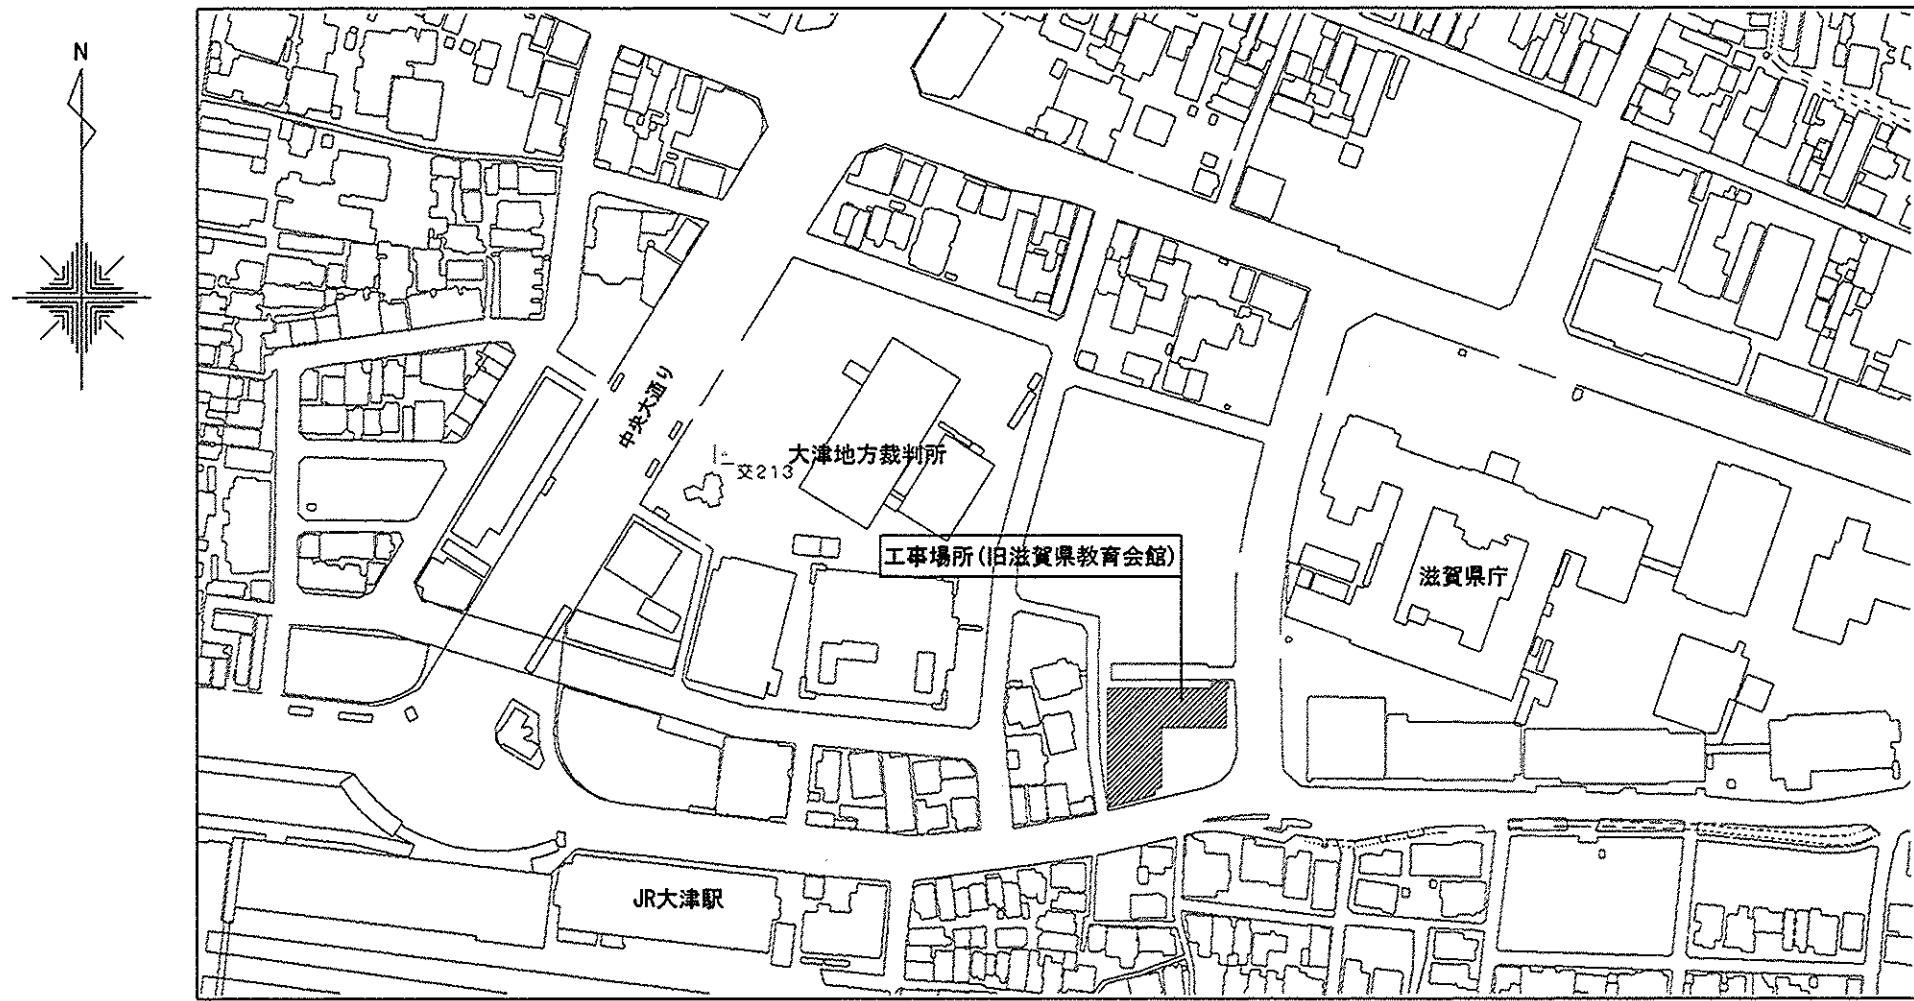 N
中央大通り
大津地方裁判所
交213
工事場所(旧滋賀県教育会館)
滋賀県庁
JR大津駅